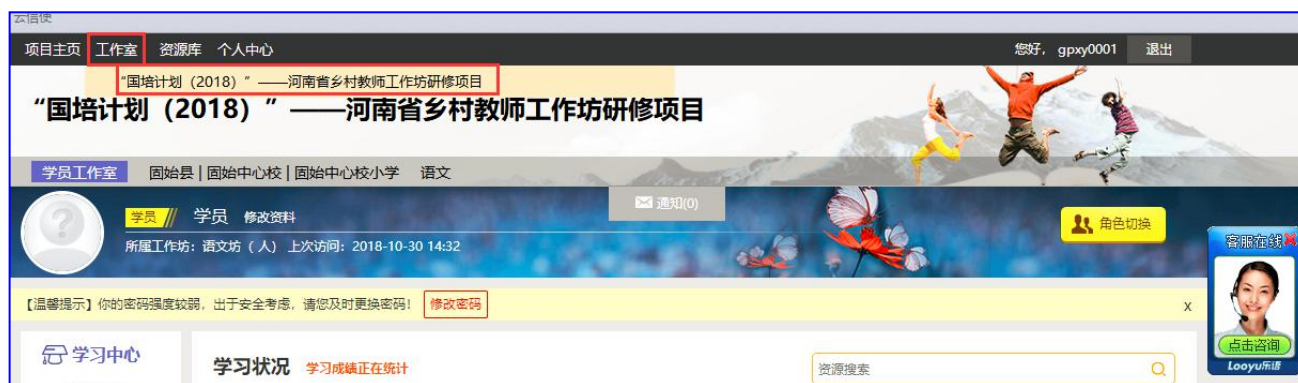 云信使
项目主页 工作室 资源库 个人中心 您好，gpxy0001 退出
“国培计划（2018）”——河南省乡村教师工作坊研修项目
“国培计划（2018）”——河南省乡村教师工作坊研修项目
学员工作室 固始县 | 固始中心校 | 固始中心校小学 语文
通知(0)
学员 // 学员 修改资料
角色切换
所属工作坊：语文坊（ 人） 上次访问：2018-10-30 14:32
客服在线
【温馨提示】你的密码强度较弱，出于安全考虑，请您及时更换密码！ 修改密码 x
点击咨询
Looyu乐语
学习中心
学习状况 学习成绩正在统计 资源搜索